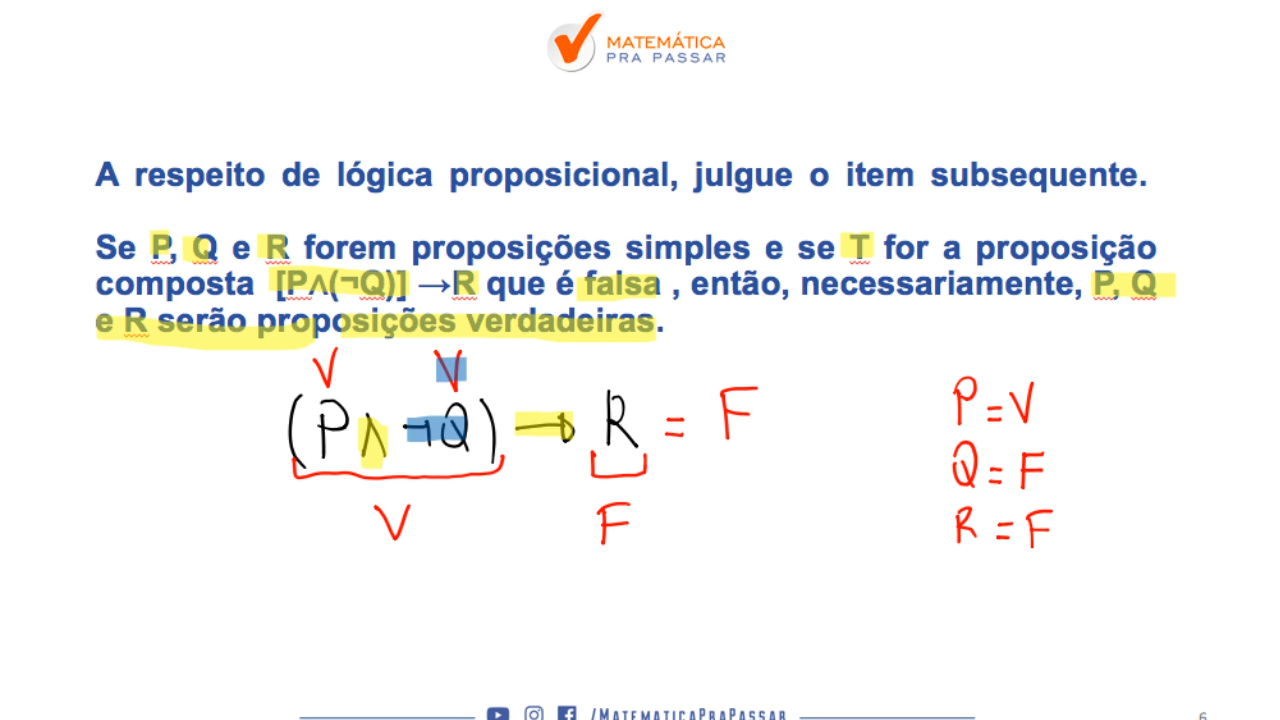 MATEMÁTICA
PRA PASSAR
A respeito de lógica proposicional, julgue o item subsequente.
Se P, Q e R forem proposições simples e se T for a proposição
composta [P∧(¬Q)] →R que é falsa , então, necessariamente, P, Q
e R serão proposições verdadeiras.
V V
(P ∧ ¬Q) → R = F
V F
P = V
Q = F
R = F
/MATEMATICAPRAPASSAR
6